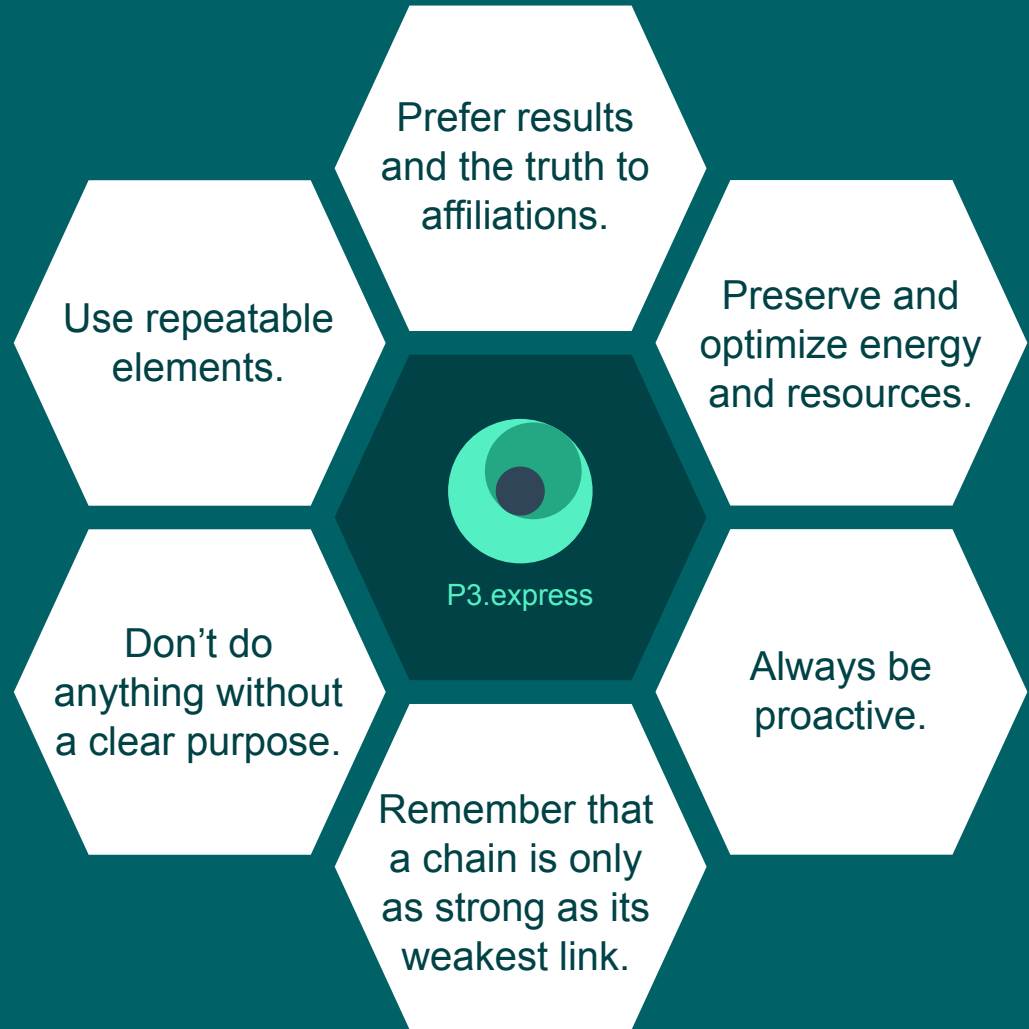 Prefer results
and the truth to
affiliations.
Preserve and
optimize energy
and resources.
Always be
proactive.
Remember that
a chain is only
as strong as its
weakest link.
Don’t do
anything without
a clear purpose.
Use repeatable
elements.
P3.express